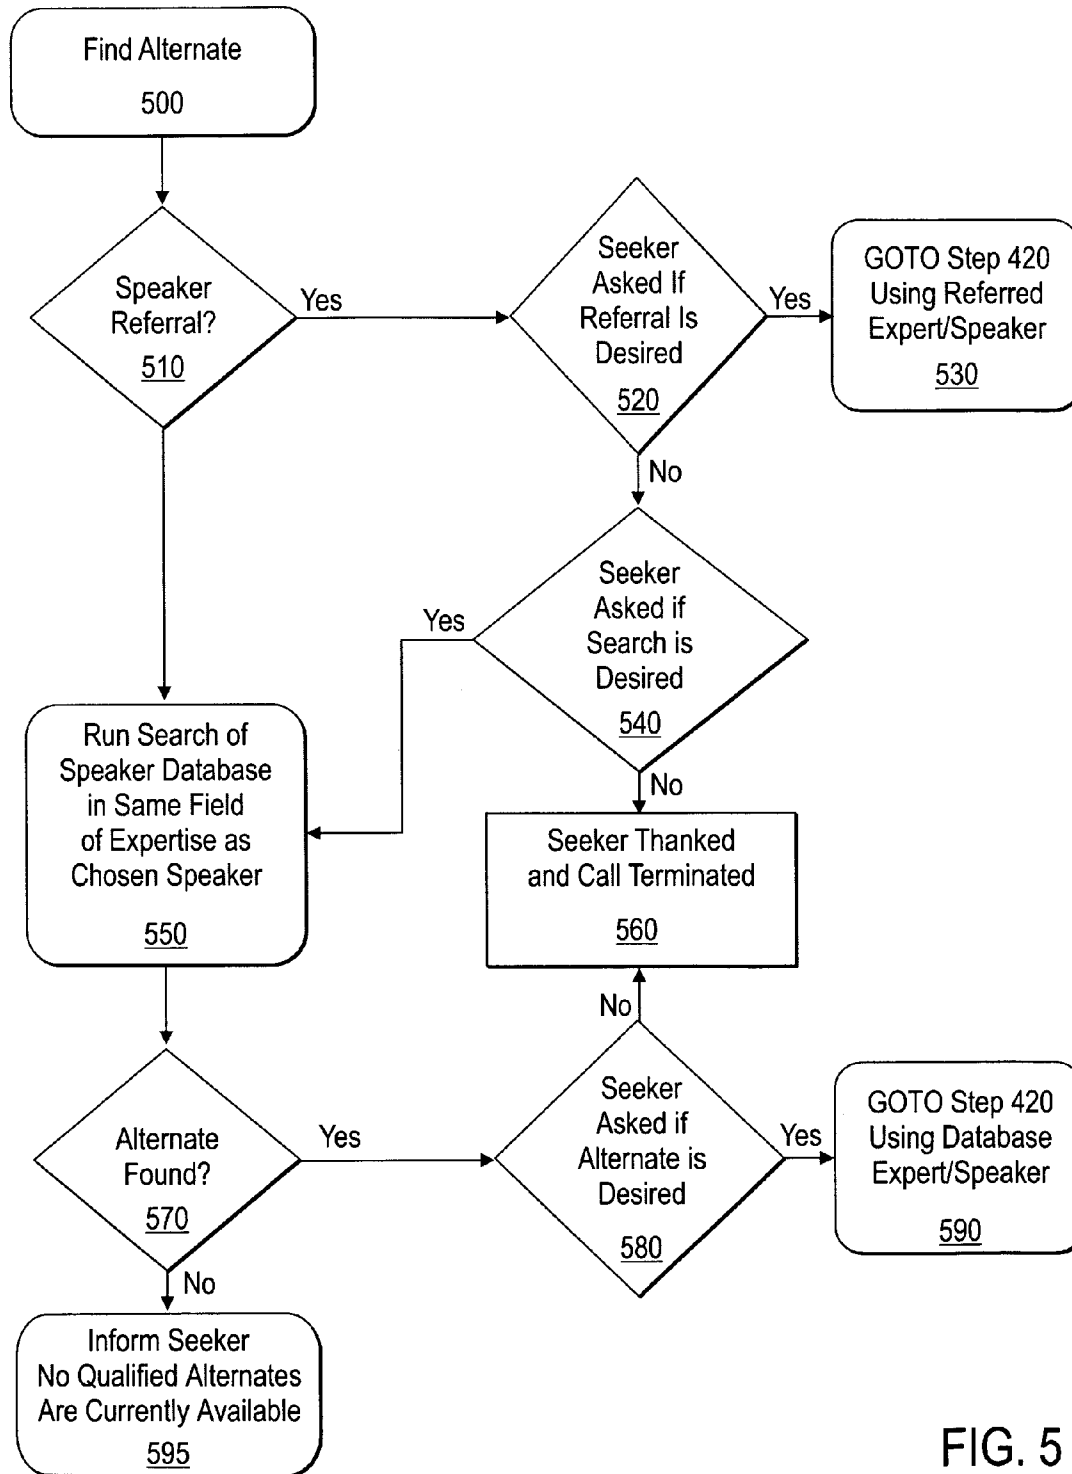 Find Alternate
500
Speaker
Referral?
510
Yes
Seeker
Asked If
Referral Is
Desired
520
Yes
GOTO Step 420
Using Referred
Expert/Speaker
530
No
Seeker
Asked if
Search is
Desired
540
Yes
No
Run Search of
Speaker Database
in Same Field
of Expertise as
Chosen Speaker
550
Seeker Thanked
and Call Terminated
560
No
Alternate
Found?
570
Yes
Seeker
Asked if
Alternate is
Desired
580
Yes
GOTO Step 420
Using Database
Expert/Speaker
590
No
Inform Seeker
No Qualified Alternates
Are Currently Available
595
FIG. 5